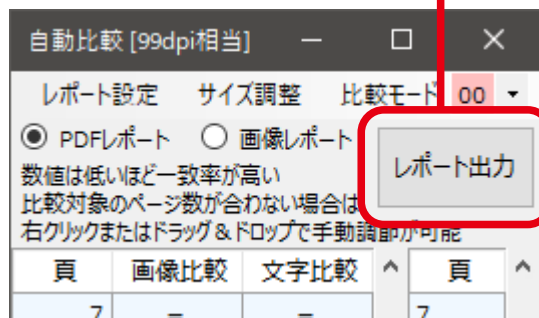 自動比較 [99dpi相当]
レポート設定 サイズ調整 比較モード 00
PDFレポート 画像レポート
レポート出力
数値は低いほど一致率が高い
比較対象のページ数が合わない場合は
右クリックまたはドラッグ&ドロップで手動調節が可能
頁 画像比較 文字比較 頁
7 – – 7